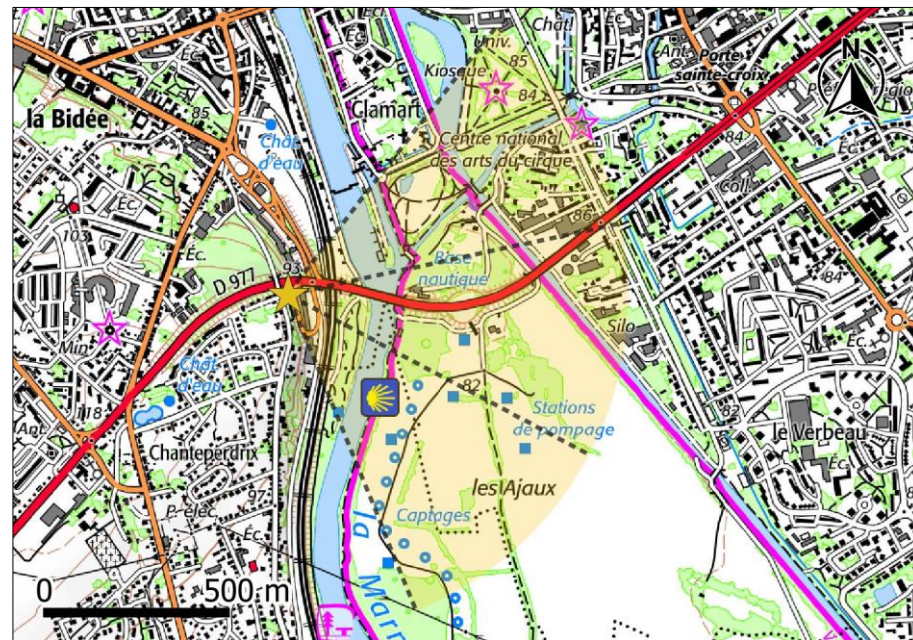 Éc.
Éc.
Chât.
Univ.
85
Ant.
Porte
sainte-croix
N
Kiosque
84
Clamart
la Bidée
85
Chât.
d'eau
Centre national
des arts du cirque
84
Éc.
Éc.
Coll.
86
103
Éc.
93
D 977
Base
nautique
84
Silo
Éc.
Min
Chât.
d'eau
82
118
Ant.
Stations
de pompage
82
le Verbeau
Éc.
Chanteperdrix
97
P. élec.
les Ajaux
Captages
Éc.
la
Marn
0
500 m